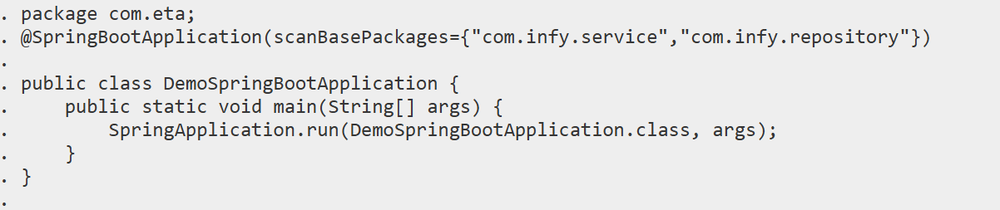 . package com.eta;
. @SpringBootApplication(scanBasePackages={"com.infy.service","com.infy.repository"})
.
. public class DemoSpringBootApplication {
.     public static void main(String[] args) {
.         SpringApplication.run(DemoSpringBootApplication.class, args);
.     }
. }
.